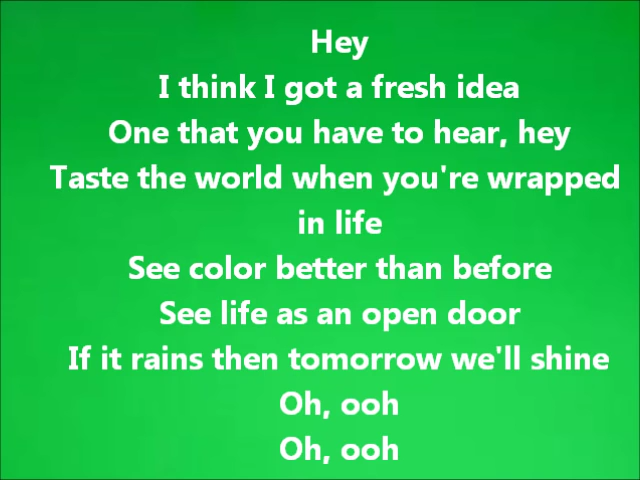 Hey
I think I got a fresh idea
One that you have to hear, hey
Taste the world when you're wrapped
in life
See color better than before
See life as an open door
If it rains then tomorrow we'll shine
Oh, ooh
Oh, ooh